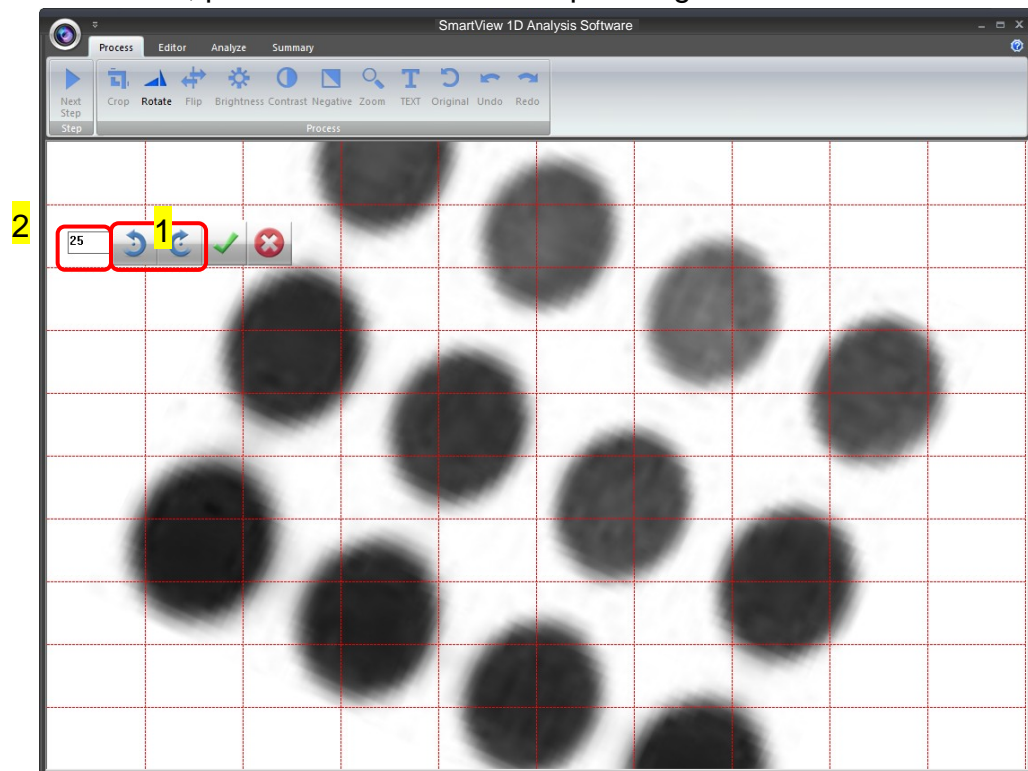 SmartView 1D Analysis Software
Process Editor Analyze Summary
Next Step Crop Rotate Flip Brightness Contrast Negative Zoom TEXT Original Undo Redo
Step Process
2
1
25